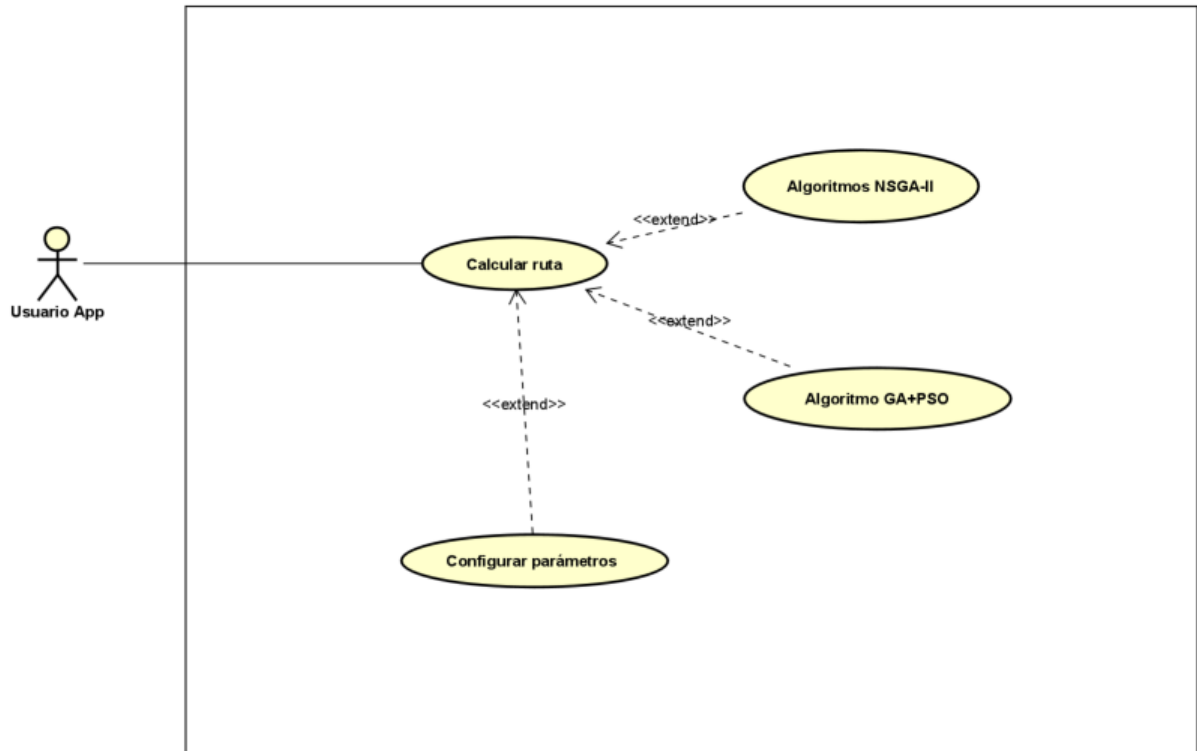 Algoritmos NSGA-II
<<extend>>
Calcular ruta
Usuario App
<<extend>>
Algoritmo GA+PSO
<<extend>>
Configurar parámetros